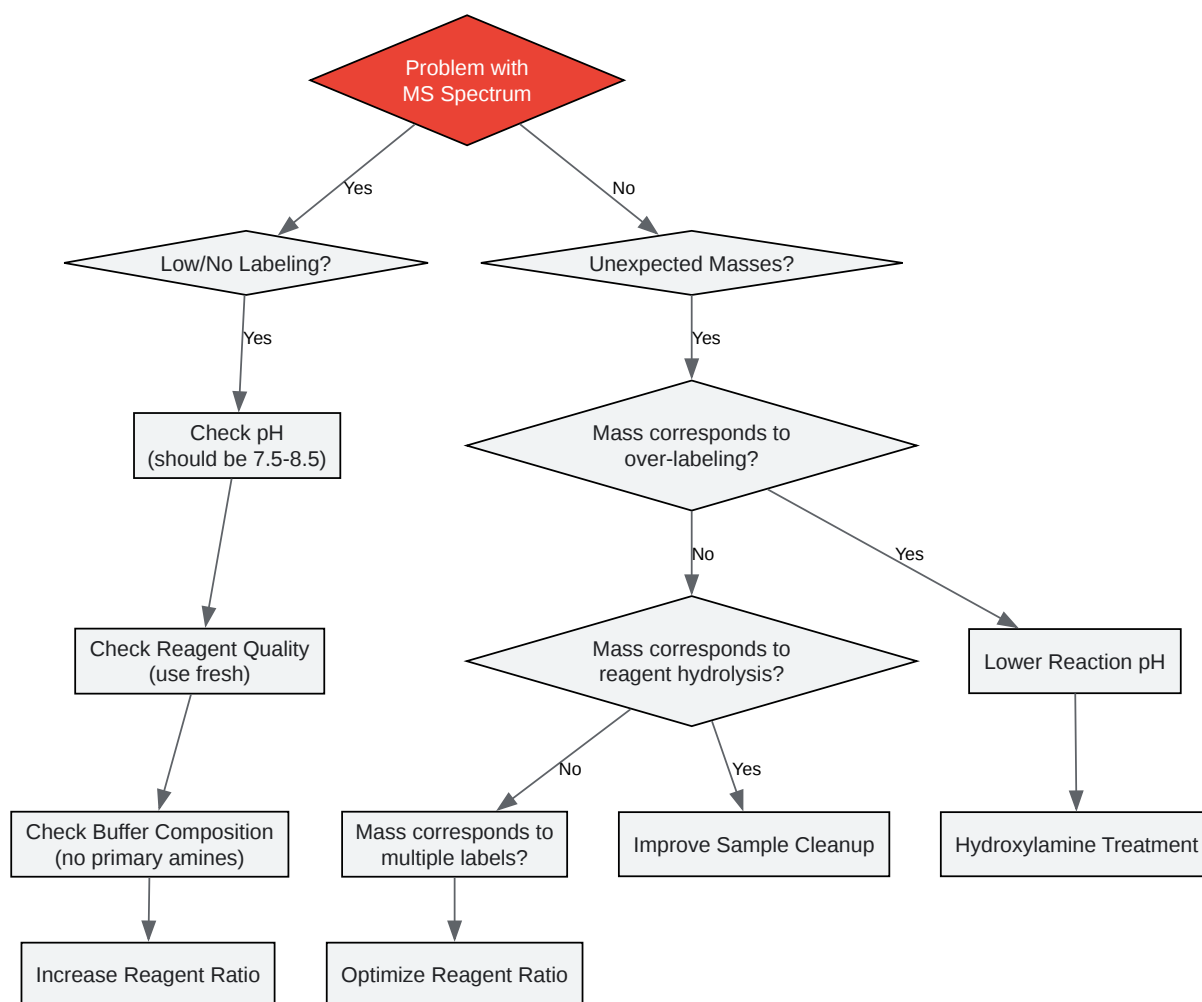 Problem with
MS Spectrum
Yes
No
Low/No Labeling?
Unexpected Masses?
Yes
Yes
Check pH
(should be 7.5-8.5)
Mass corresponds to
over-labeling?
No
Yes
Check Reagent Quality
(use fresh)
Mass corresponds to
reagent hydrolysis?
Lower Reaction pH
No
Yes
Check Buffer Composition
(no primary amines)
Mass corresponds to
multiple labels?
Improve Sample Cleanup
Hydroxylamine Treatment
Increase Reagent Ratio
Optimize Reagent Ratio